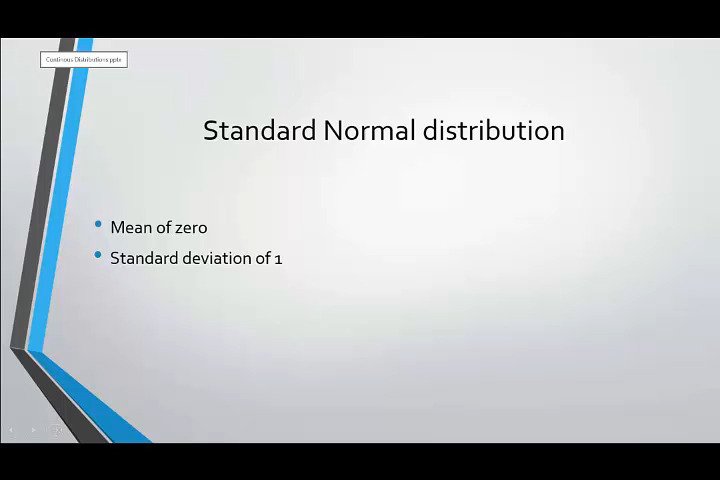 Continous Distributions.pptx
Standard Normal distribution
• Mean of zero
• Standard deviation of 1